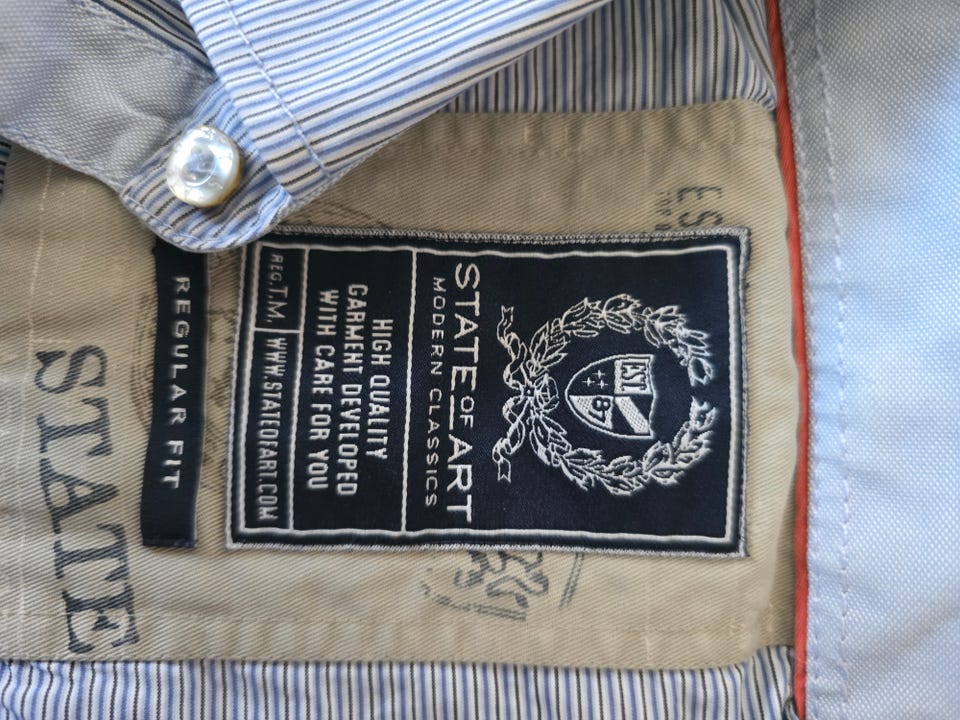 EST
87
STATE OF ART
MODERN CLASSICS
HIGH QUALITY
GARMENT DEVELOPED
WITH CARE FOR YOU
REG.T.M. WWW.STATEOFART.COM
REGULAR FIT
STATE